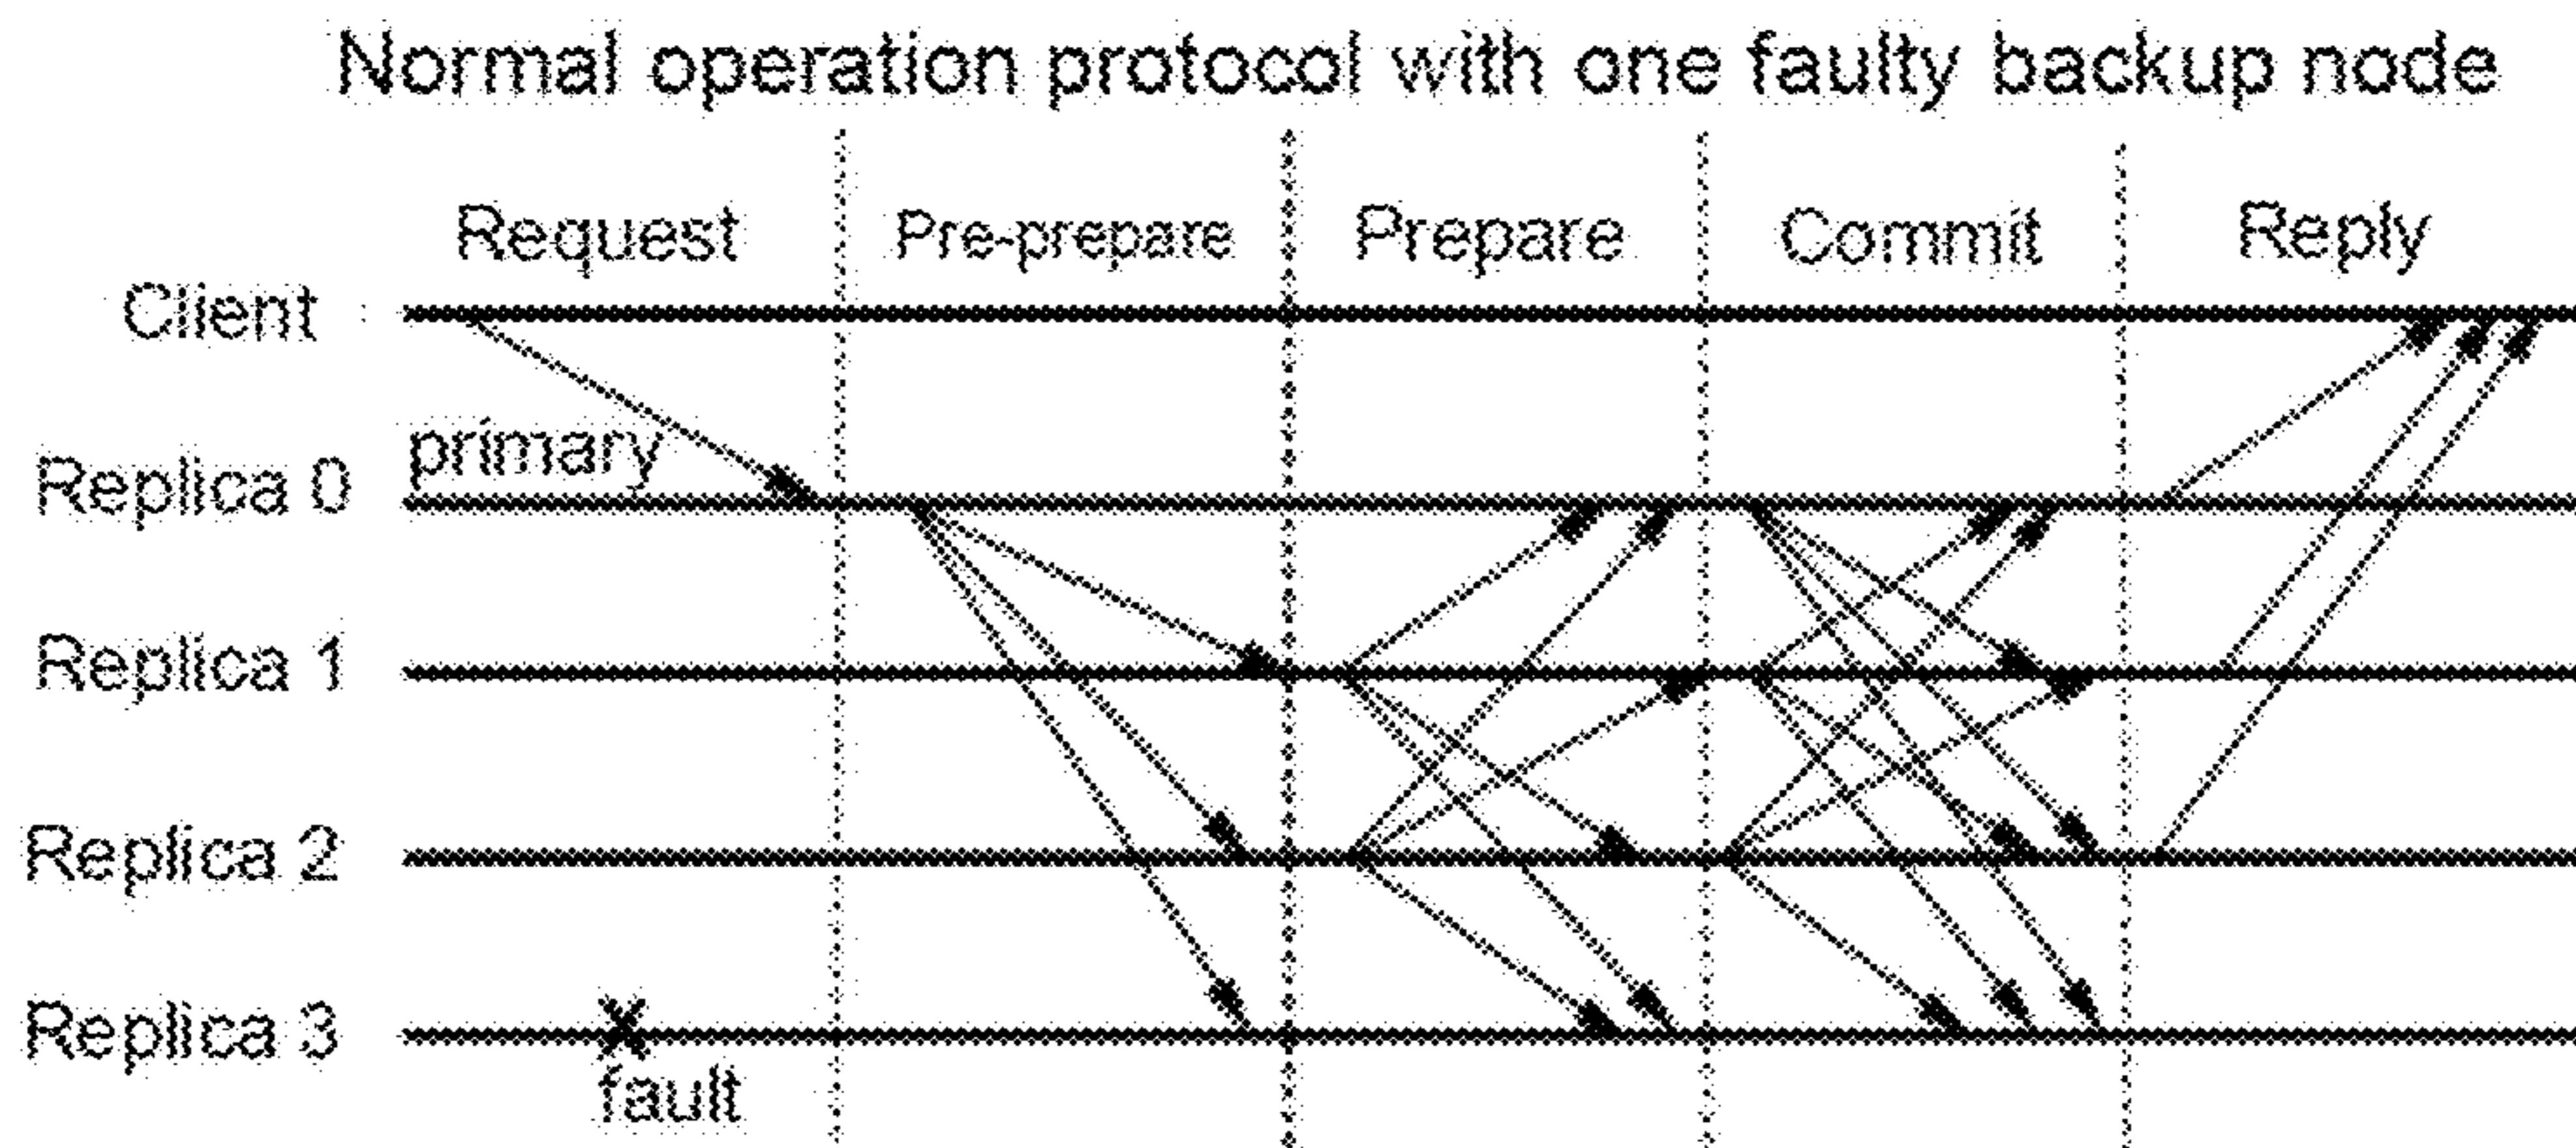 Normal operation protocol with one faulty backup node
Request Pre-prepare Prepare Commit Reply
Client
primary
Replica 0
Replica 1
Replica 2
Replica 3
fault